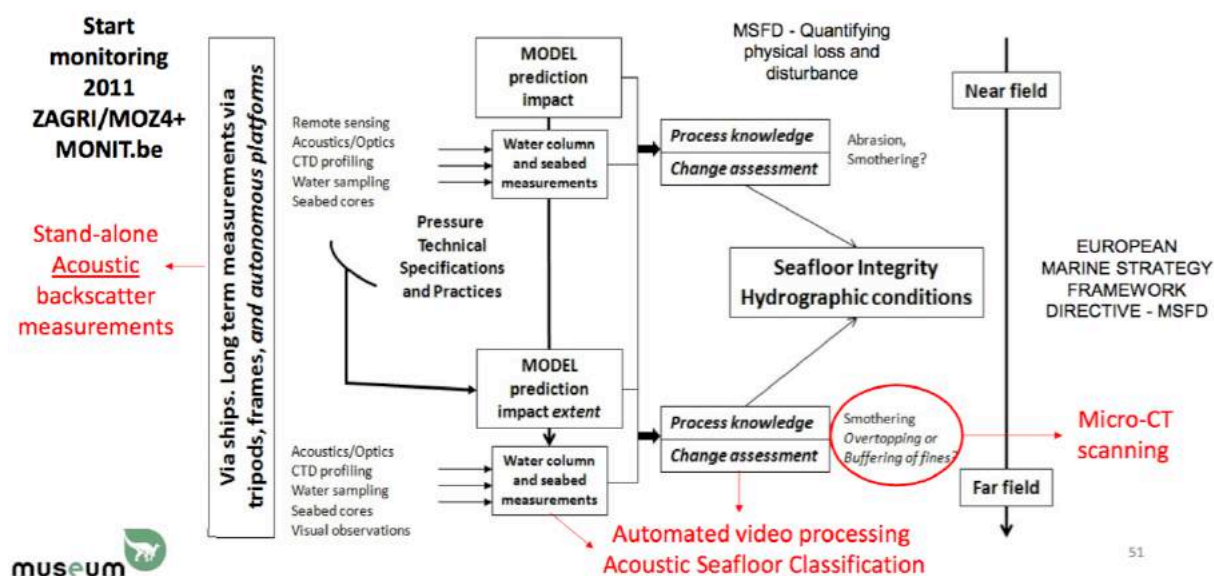 Start
monitoring
2011
ZAGRI/MOZ4+
MONIT.be
Stand-alone
Acoustic
backscatter
measurements
Via ships. Long term measurements via
tripods, frames, and autonomous platforms
Remote sensing
Acoustics/Optics
CTD profiling
Water sampling
Seabed cores
MODEL
prediction
impact
Water column
and seabed
measurements
Pressure
Technical
Specifications
and Practices
MODEL
prediction
impact extent
Acoustics/Optics
CTD profiling
Water sampling
Seabed cores
Visual observations
Water column
and seabed
measurements
MSFD - Quantifying
physical loss and
disturbance
Process knowledge
Change assessment
Abrasion,
Smothering?
Seafloor Integrity
Hydrographic conditions
Process knowledge
Change assessment
Smothering
Overtopping or
Buffering of fines?
Automated video processing
Acoustic Seafloor Classification
Near field
EUROPEAN
MARINE STRATEGY
FRAMEWORK
DIRECTIVE - MSFD
Micro-CT
scanning
Far field
museum
51